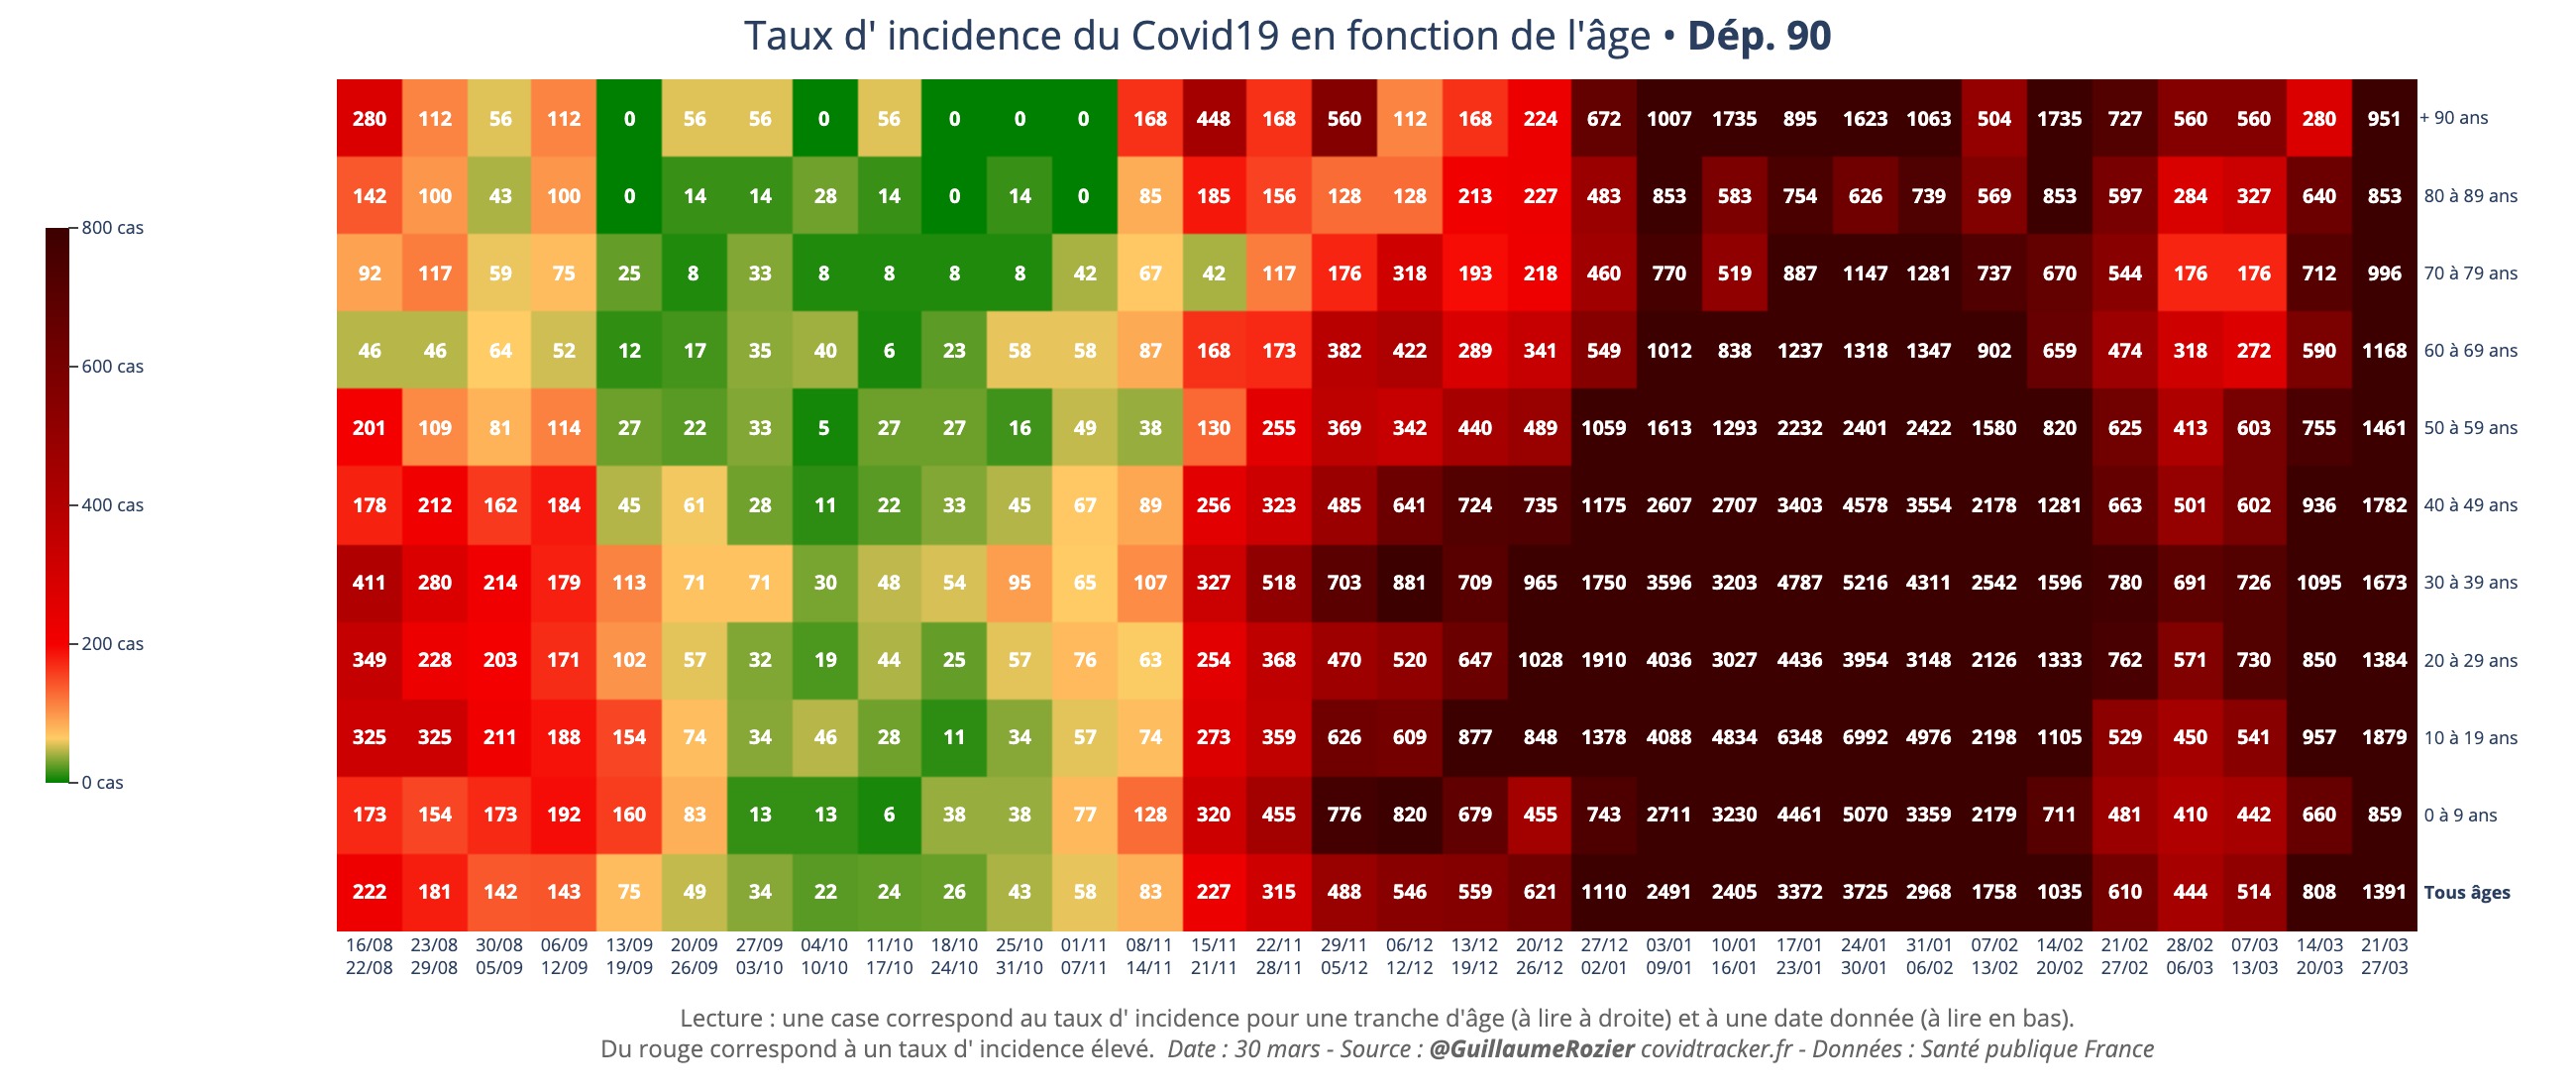 Taux d' incidence du Covid19 en fonction de l'âge • Dép. 90
280 112 56 112 0 56 56 0 56 0 0 0 168 448 168 560 112 168 224 672 1007 1735 895 1623 1063 504 1735 727 560 560 280 951 + 90 ans
142 100 43 100 0 14 14 28 14 0 14 0 85 185 156 128 128 213 227 483 853 583 754 626 739 569 853 597 284 327 640 853 80 à 89 ans
800 cas
92 117 59 75 25 8 33 8 8 8 8 42 67 42 117 176 318 193 218 460 770 519 887 1147 1281 737 670 544 176 176 712 996 70 à 79 ans
46 46 64 52 12 17 35 40 6 23 58 58 87 168 173 382 422 289 341 549 1012 838 1237 1318 1347 902 659 474 318 272 590 1168 60 à 69 ans
600 cas
201 109 81 114 27 22 33 5 27 27 16 49 38 130 255 369 342 440 489 1059 1613 1293 2232 2401 2422 1580 820 625 413 603 755 1461 50 à 59 ans
400 cas
178 212 162 184 45 61 28 11 22 33 45 67 89 256 323 485 641 724 735 1175 2607 2707 3403 4578 3554 2178 1281 663 501 602 936 1782 40 à 49 ans
411 280 214 179 113 71 71 30 48 54 95 65 107 327 518 703 881 709 965 1750 3596 3203 4787 5216 4311 2542 1596 780 691 726 1095 1673 30 à 39 ans
200 cas
349 228 203 171 102 57 32 19 44 25 57 76 63 254 368 470 520 647 1028 1910 4036 3027 4436 3954 3148 2126 1333 762 571 730 850 1384 20 à 29 ans
325 325 211 188 154 74 34 46 28 11 34 57 74 273 359 626 609 877 848 1378 4088 4834 6348 6992 4976 2198 1105 529 450 541 957 1879 10 à 19 ans
0 cas
173 154 173 192 160 83 13 13 6 38 38 77 128 320 455 776 820 679 455 743 2711 3230 4461 5070 3359 2179 711 481 410 442 660 859 0 à 9 ans
222 181 142 143 75 49 34 22 24 26 43 58 83 227 315 488 546 559 621 1110 2491 2405 3372 3725 2968 1758 1035 610 444 514 808 1391 Tous âges
16/08 23/08 30/08 06/09 13/09 20/09 27/09 04/10 11/10 18/10 25/10 01/11 08/11 15/11 22/11 29/11 06/12 13/12 20/12 27/12 03/01 10/01 17/01 24/01 31/01 07/02 14/02 21/02 28/02 07/03 14/03 21/03
22/08 29/08 05/09 12/09 19/09 26/09 03/10 10/10 17/10 24/10 31/10 07/11 14/11 21/11 28/11 05/12 12/12 19/12 26/12 02/01 09/01 16/01 23/01 30/01 06/02 13/02 20/02 27/02 06/03 13/03 20/03 27/03
Lecture : une case correspond au taux d' incidence pour une tranche d'âge (à lire à droite) et à une date donnée (à lire en bas).
Du rouge correspond à un taux d' incidence élevé. Date : 30 mars - Source : @GuillaumeRozier covidtracker.fr - Données : Santé publique France